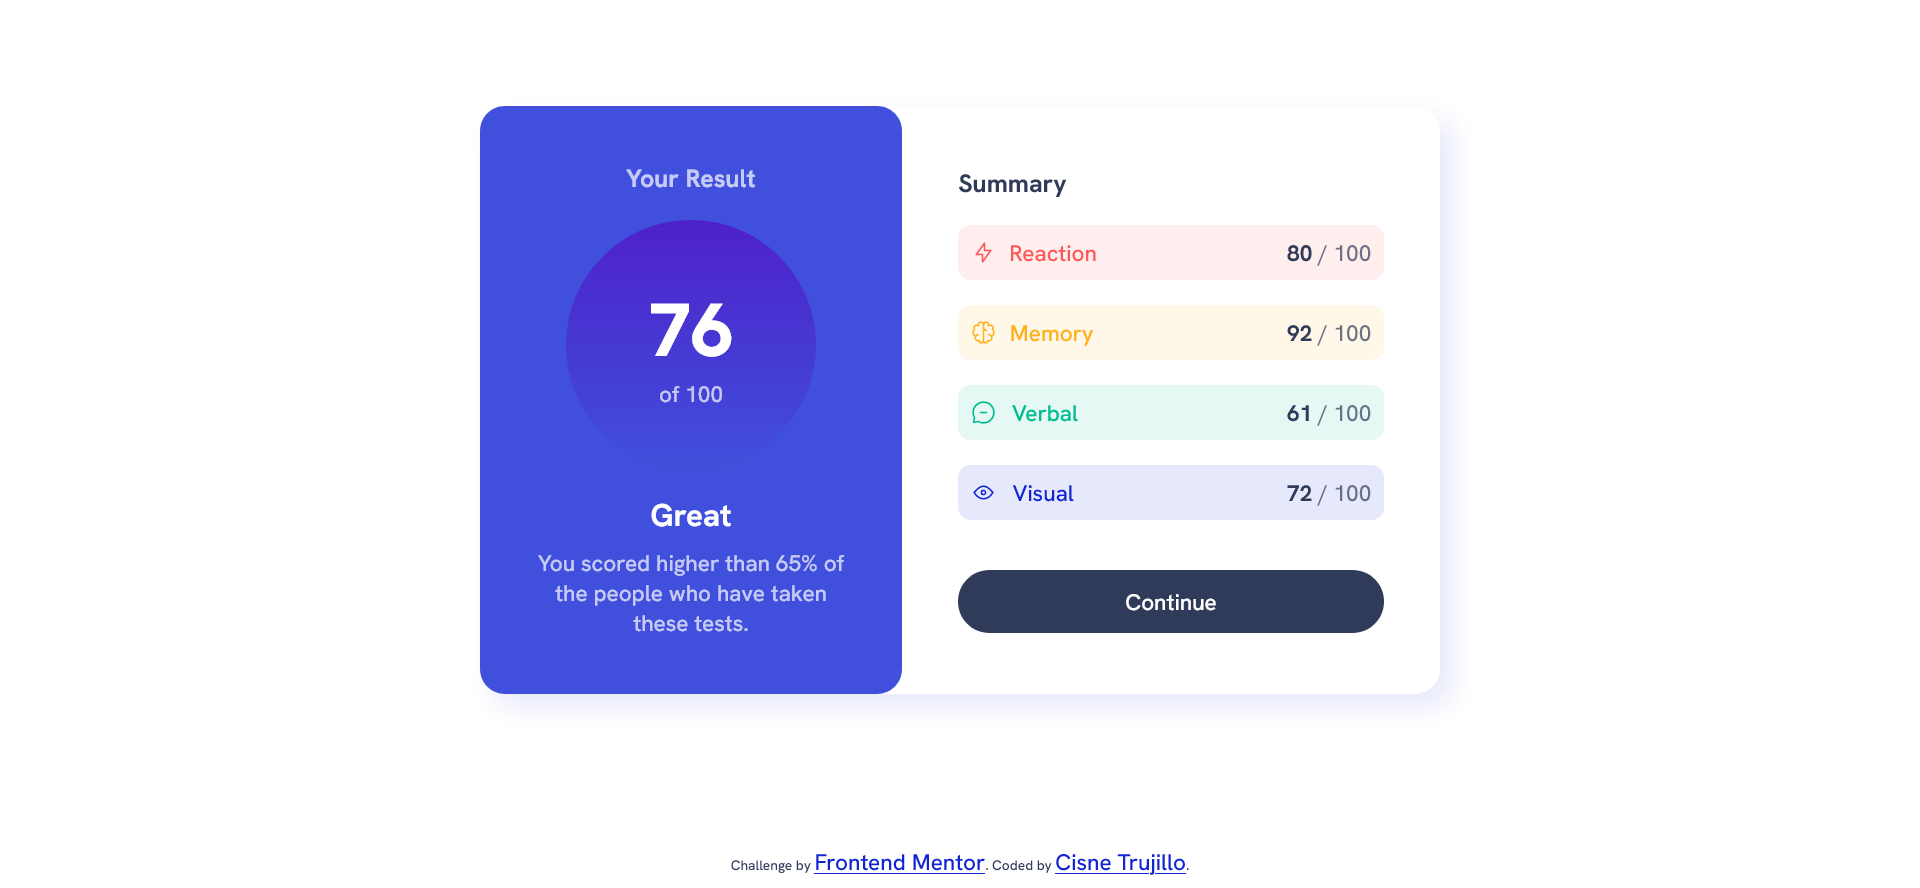 Your Result
76
of 100
Great
You scored higher than 65% of
the people who have taken
these tests.
Summary
Reaction 80 / 100
Memory 92 / 100
Verbal 61 / 100
Visual 72 / 100
Continue
Challenge by Frontend Mentor. Coded by Cisne Trujillo.